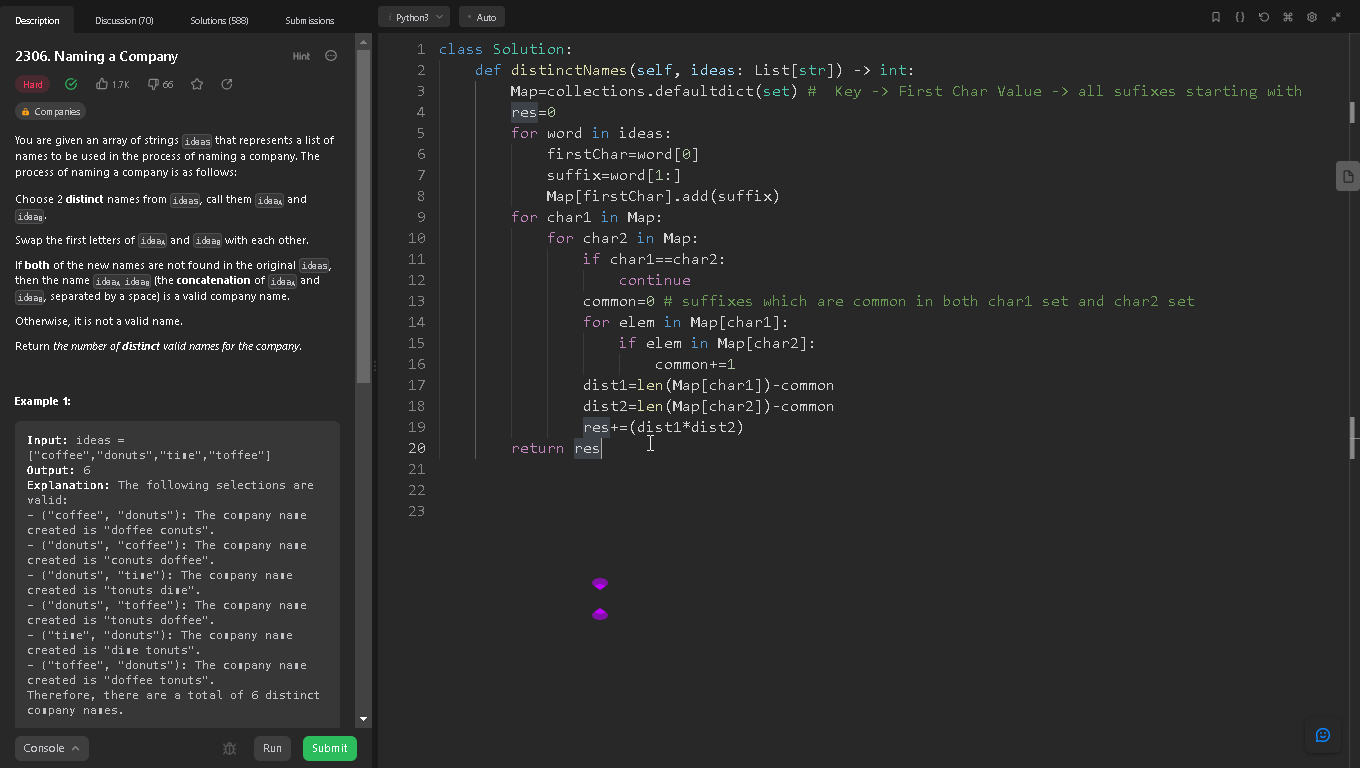 Description Discussion (70) Solutions (588) Submissions
Python3 Auto
2306. Naming a Company Hint
Hard 1.7K 66
Companies
You are given an array of strings ideas that represents a list of
names to be used in the process of naming a company. The
process of naming a company is as follows:
Choose 2 distinct names from ideas, call them ideaA and
ideaB.
Swap the first letters of ideaA and ideaB with each other.
If both of the new names are not found in the original ideas,
then the name ideaA ideaB (the concatenation of ideaA and
ideaB, separated by a space) is a valid company name.
Otherwise, it is not a valid name.
Return the number of distinct valid names for the company.
Example 1:
Input: ideas =
["coffee","donuts","time","toffee"]
Output: 6
Explanation: The following selections are
valid:
- ("coffee", "donuts"): The company name
created is "doffee conuts".
- ("donuts", "coffee"): The company name
created is "conuts doffee".
- ("donuts", "time"): The company name
created is "tonuts dime".
- ("donuts", "toffee"): The company name
created is "tonuts doffee".
- ("time", "donuts"): The company name
created is "dime tonuts".
- ("toffee", "donuts"): The company name
created is "doffee tonuts".
Therefore, there are a total of 6 distinct
company names.
Console Run Submit
1 class Solution:
2 def distinctNames(self, ideas: List[str]) -> int:
3 Map=collections.defaultdict(set) #  Key -> First Char Value -> all sufixes starting with
4 res=0
5 for word in ideas:
6 firstChar=word[0]
7 suffix=word[1:]
8 Map[firstChar].add(suffix)
9 for char1 in Map:
10 for char2 in Map:
11 if char1==char2:
12 continue
13 common=0 # suffixes which are common in both char1 set and char2 set
14 for elem in Map[char1]:
15 if elem in Map[char2]:
16 common+=1
17 dist1=len(Map[char1])-common
18 dist2=len(Map[char2])-common
19 res+=(dist1*dist2)
20 return res
21
22
23